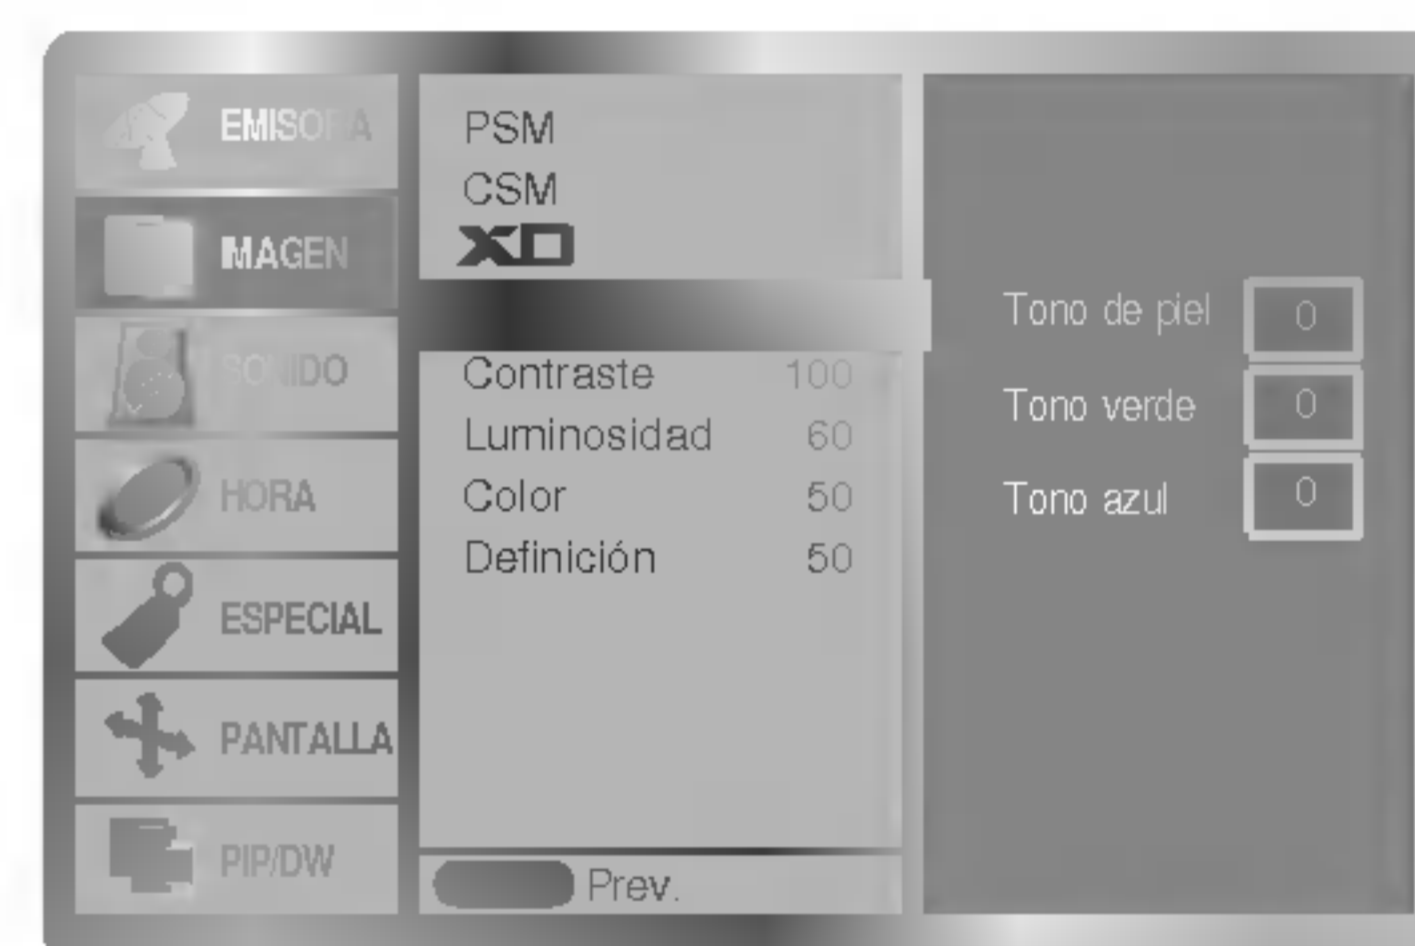 EMISORA
MAGEN
SONIDO
HORA
ESPECIAL
PANTALLA
PIP/DW
PSM
CSM
XD
Contraste 100
Luminosidad 60
Color 50
Definición 50
Prev.
Tono de piel 0
Tono verde 0
Tono azul 0